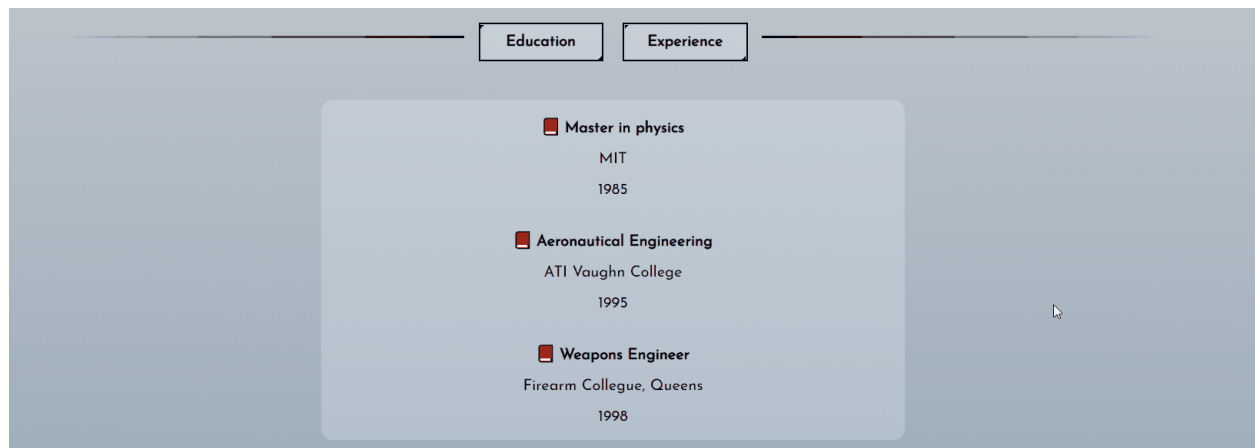 Education
Experience
Master in physics
MIT
1985
Aeronautical Engineering
ATI Vaughn College
1995
Weapons Engineer
Firearm Collegue, Queens
1998